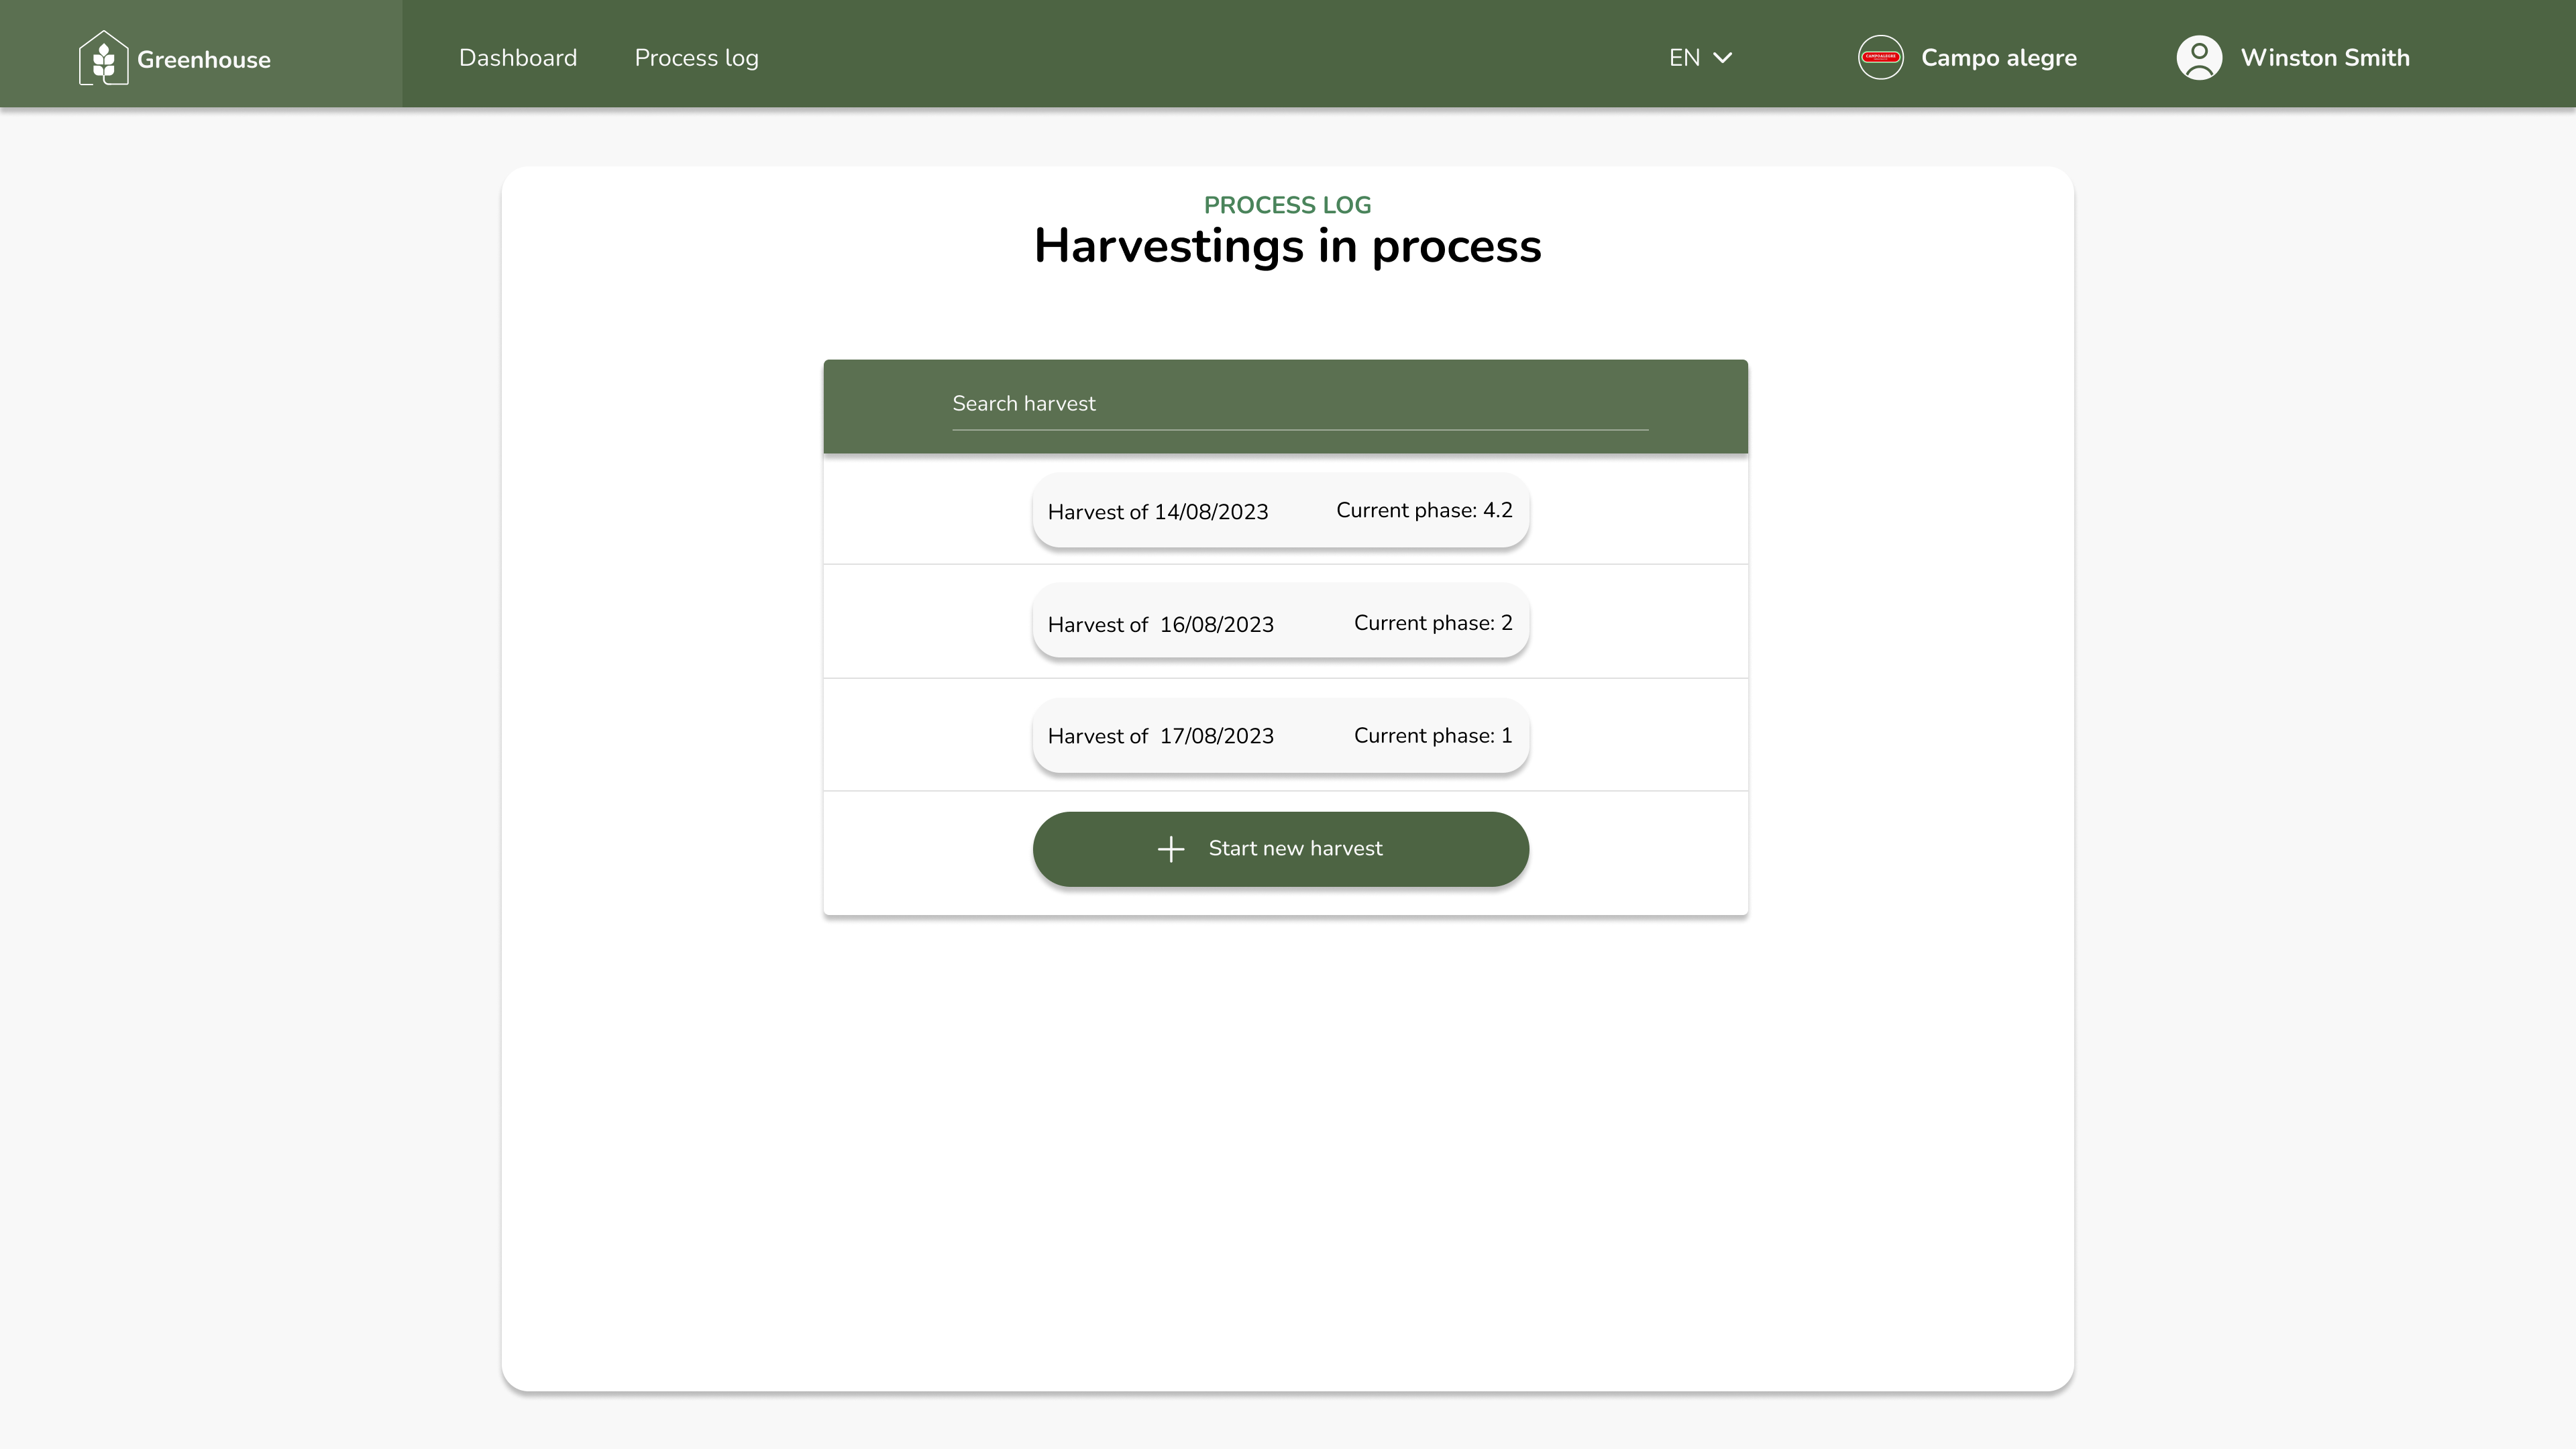 Greenhouse
Dashboard
Process log
EN
CAMPOALEGRE
Campo alegre
Winston Smith
PROCESS LOG
Harvestings in process
Search harvest
Harvest of 14/08/2023
Current phase: 4.2
Harvest of 16/08/2023
Current phase: 2
Harvest of 17/08/2023
Current phase: 1
Start new harvest